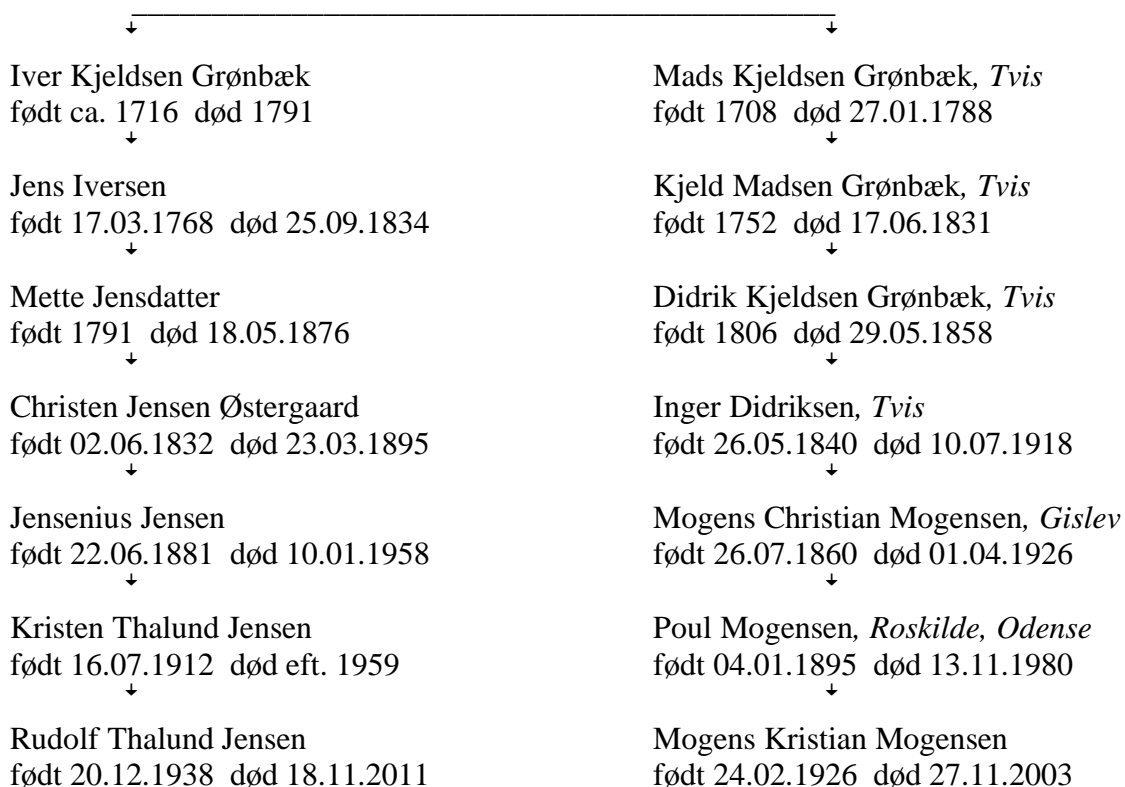 Iver Kjeldsen Grønbæk
født ca. 1716 død 1791
Jens Iversen
født 17.03.1768 død 25.09.1834
Mette Jensdatter
født 1791 død 18.05.1876
Christen Jensen Østergaard
født 02.06.1832 død 23.03.1895
Jensenius Jensen
født 22.06.1881 død 10.01.1958
Kristen Thalund Jensen
født 16.07.1912 død eft. 1959
Rudolf Thalund Jensen
født 20.12.1938 død 18.11.2011
Mads Kjeldsen Grønbæk, Tvis
født 1708 død 27.01.1788
Kjeld Madsen Grønbæk, Tvis
født 1752 død 17.06.1831
Didrik Kjeldsen Grønbæk, Tvis
født 1806 død 29.05.1858
Inger Didriksen, Tvis
født 26.05.1840 død 10.07.1918
Mogens Christian Mogensen, Gislev
født 26.07.1860 død 01.04.1926
Poul Mogensen, Roskilde, Odense
født 04.01.1895 død 13.11.1980
Mogens Kristian Mogensen
født 24.02.1926 død 27.11.2003